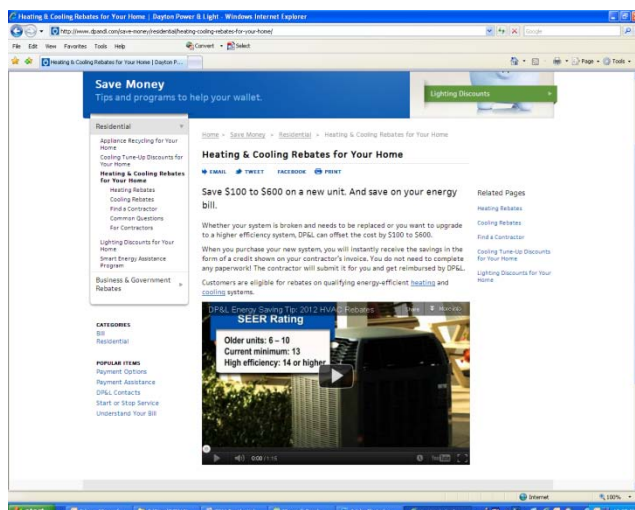 Heating & Cooling Rebates for Your Home | Dayton Power & Light - Windows Internet Explorer
http://www.dpandl.com/save-money/residential/heating-cooling-rebates-for-your-home/
Google
File Edit View Favorites Tools Help
Convert Select
Heating & Cooling Rebates for Your Home | Dayton P...
Page Tools
Save Money
Tips and programs to help your wallet.
Lighting Discounts
Residential
Appliance Recycling for Your
Home
Cooling Tune-Up Discounts for
Your Home
Heating & Cooling Rebates
for Your Home
Heating Rebates
Cooling Rebates
Find a Contractor
Common Questions
For Contractors
Lighting Discounts for Your
Home
Smart Energy Assistance
Program
Business & Government
Rebates
CATEGORIES
Bill
Residential
POPULAR ITEMS
Payment Options
Payment Assistance
DP&L Contacts
Start or Stop Service
Understand Your Bill
Home > Save Money > Residential > Heating & Cooling Rebates for Your Home
Heating & Cooling Rebates for Your Home
EMAIL TWEET FACEBOOK PRINT
Save $100 to $600 on a new unit. And save on your energy
bill.
Whether your system is broken and needs to be replaced or you want to upgrade
to a higher efficiency system, DP&L can offset the cost by $100 to $600.
When you purchase your new system, you will instantly receive the savings in the
form of a credit shown on your contractor's invoice. You do not need to complete
any paperwork! The contractor will submit it for you and get reimbursed by DP&L.
Customers are eligible for rebates on qualifying energy-efficient heating and
cooling systems.
DP&L Energy Saving Tip: 2012 HVAC Rebates
Share
More info
SEER Rating
Older units: 6 – 10
Current minimum: 13
High efficiency: 14 or higher
0:00 / 1:15
YouTube
Related Pages
Heating Rebates
Cooling Rebates
Find a Contractor
Cooling Tune-Up Discounts
for Your Home
Lighting Discounts for Your
Home
Internet
100%